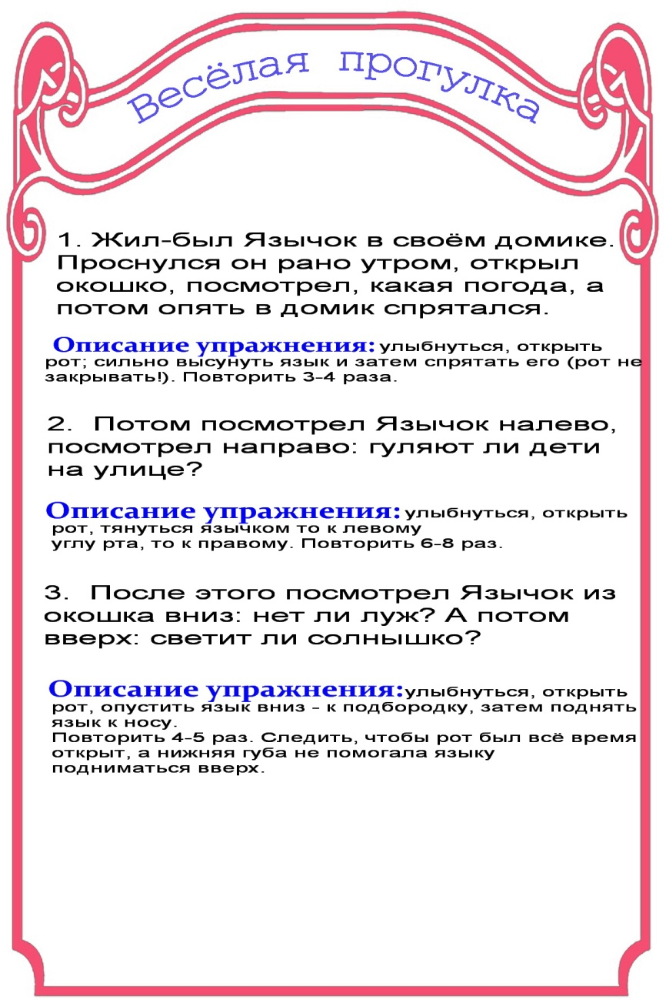 Весёлая прогулка
1. Жил-был Язычок в своём домике.
Проснулся он рано утром, открыл
окошко, посмотрел, какая погода, а
потом опять в домик спрятался.
Описание упражнения: улыбнуться, открыть
рот; сильно высунуть язык и затем спрятать его (рот не
закрывать!). Повторить 3-4 раза.
2. Потом посмотрел Язычок налево,
посмотрел направо: гуляют ли дети
на улице?
Описание упражнения: улыбнуться, открыть
рот, тянуться язычком то к левому
углу рта, то к правому. Повторить 6-8 раз.
3. После этого посмотрел Язычок из
окошка вниз: нет ли луж? А потом
вверх: светит ли солнышко?
Описание упражнения:улыбнуться, открыть
рот, опустить язык вниз - к подбородку, затем поднять
язык к носу.
Повторить 4-5 раз. Следить, чтобы рот был всё время
открыт, а нижняя губа не помогала языку
подниматься вверх.